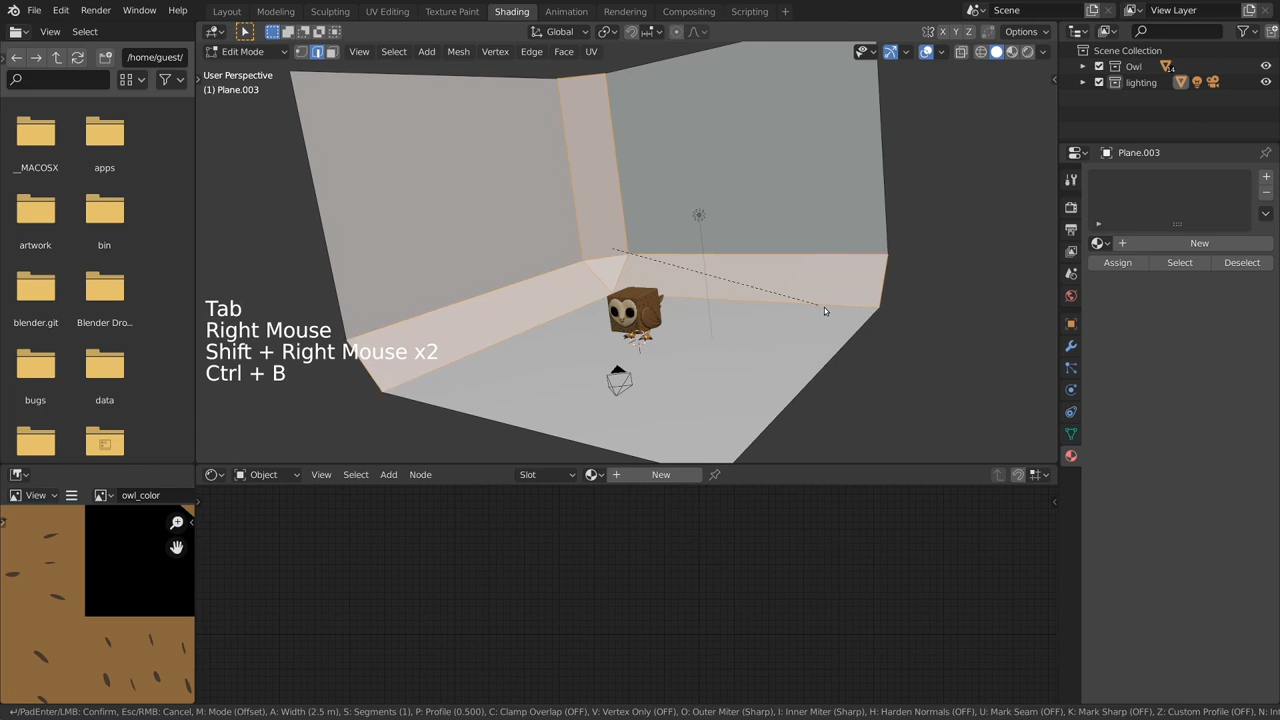 File Edit Render Window Help
Layout Modeling Sculpting UV Editing Texture Paint Shading Animation Rendering Compositing Scripting +
Scene
View Layer
View Select
Global
X Y Z
Options
/home/guest/
Edit Mode View Select Add Mesh Vertex Edge Face UV
User Perspective
(1) Plane.003
Scene Collection
Owl
14
lighting
Plane.003
New
Assign Select Deselect
__MACOSX
apps
artwork
bin
blender.git
Blender Dro...
bugs
data
Tab
Right Mouse
Shift + Right Mouse x2
Ctrl + B
View
owl_color
Object View Select Add Node
Slot
New
/PadEnter/LMB: Confirm, Esc/RMB: Cancel, M: Mode (Offset), A: Width (2.5 m), S: Segments (1), P: Profile (0.500), C: Clamp Overlap (OFF), V: Vertex Only (OFF), O: Outer Miter (Sharp), I: Inner Miter (Sharp), H: Harden Normals (OFF), U: Mark Seam (OFF), K: Mark Sharp (OFF), Z: Custom Profile (OFF), N: In